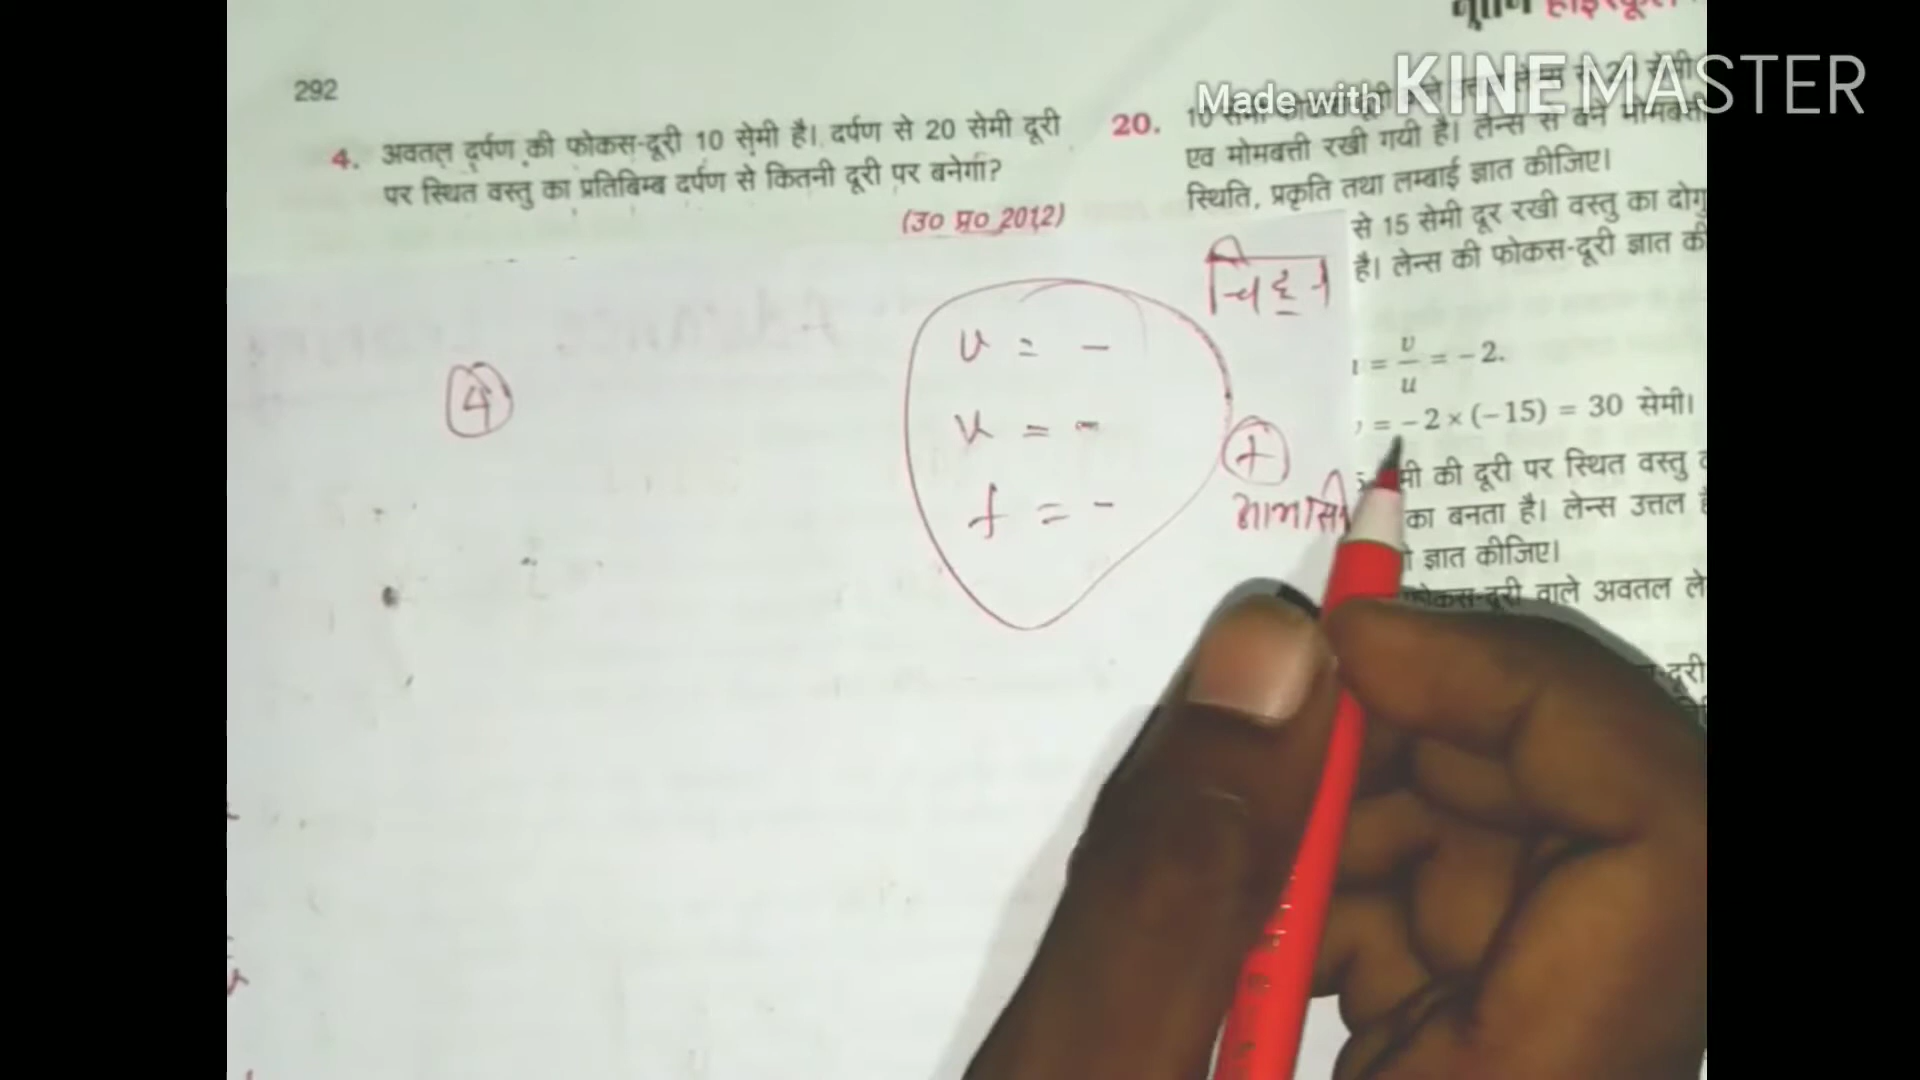 292
4. अवतल दर्पण की फोकस-दूरी 10 सेमी है। दर्पण से 20 सेमी दूरी
पर स्थित वस्तु का प्रतिबिम्ब दर्पण से कितनी दूरी पर बनेगा?
(उ० प्र० 2012)
4
u = -
v = -
f = -
चिह्न
+
Made with KINEMASTER
20.
एव मोमबत्ती रखी गयी है। लेन्स से बने मोमबत्ती
स्थिति, प्रकृति तथा लम्बाई ज्ञात कीजिए।
से 15 सेमी दूर रखी वस्तु का
है। लेन्स की फोकस-दूरी ज्ञात
= v/u = -2.
= -2 × (-15) = 30 सेमी।
की दूरी पर स्थित वस्तु
का बनता है। लेन्स उत्तल
ज्ञात कीजिए।
फोकस-दूरी वाले अवतल